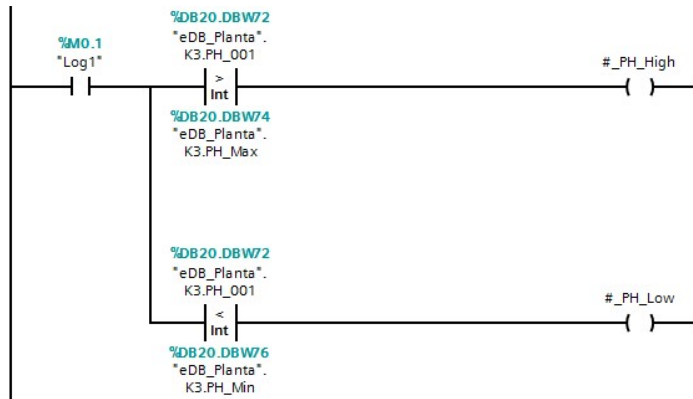 %DB20.DBW72
"eDB_Planta".
K3.PH_001
%M0.1
"Log1"
#_PH_High
>
Int
%DB20.DBW74
"eDB_Planta".
K3.PH_Max
%DB20.DBW72
"eDB_Planta".
K3.PH_001
#_PH_Low
<
Int
%DB20.DBW76
"eDB_Planta".
K3.PH_Min